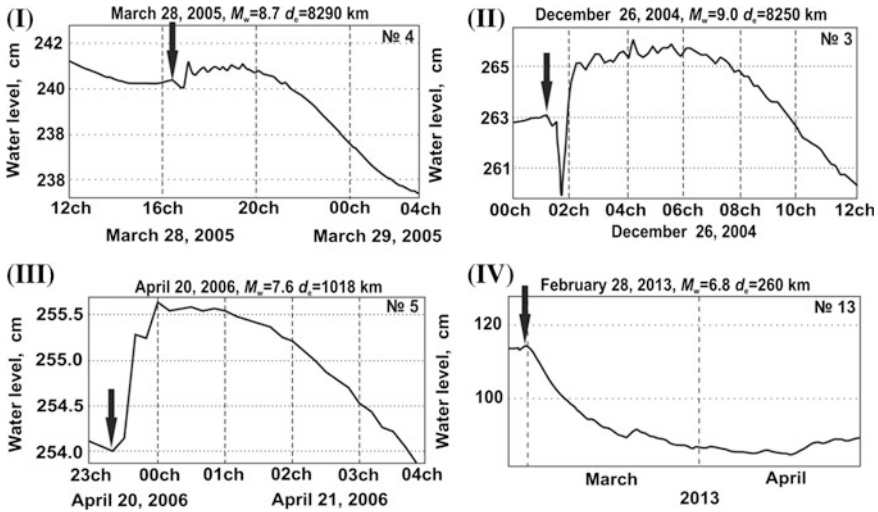 (I)
March 28, 2005, Mw=8.7 de=8290 km
№ 4
Water level, cm
242
240
238
238
12ch 16ch 20ch 00ch 04ch
March 28, 2005 March 29, 2005
(II)
December 26, 2004, Mw=9.0 de=8250 km
№ 3
Water level, cm
265
263
261
00ch 02ch 04ch 06ch 08ch 10ch 12ch
December 26, 2004
(III)
April 20, 2006, Mw=7.6 de=1018 km
№ 5
Water level, cm
255.5
255.0
254.5
254.0
23ch 00ch 01ch 02ch 03ch 04ch
April 20, 2006 April 21, 2006
(IV)
February 28, 2013, Mw=6.8 de=260 km
№ 13
Water level, cm
120
100
March April
2013